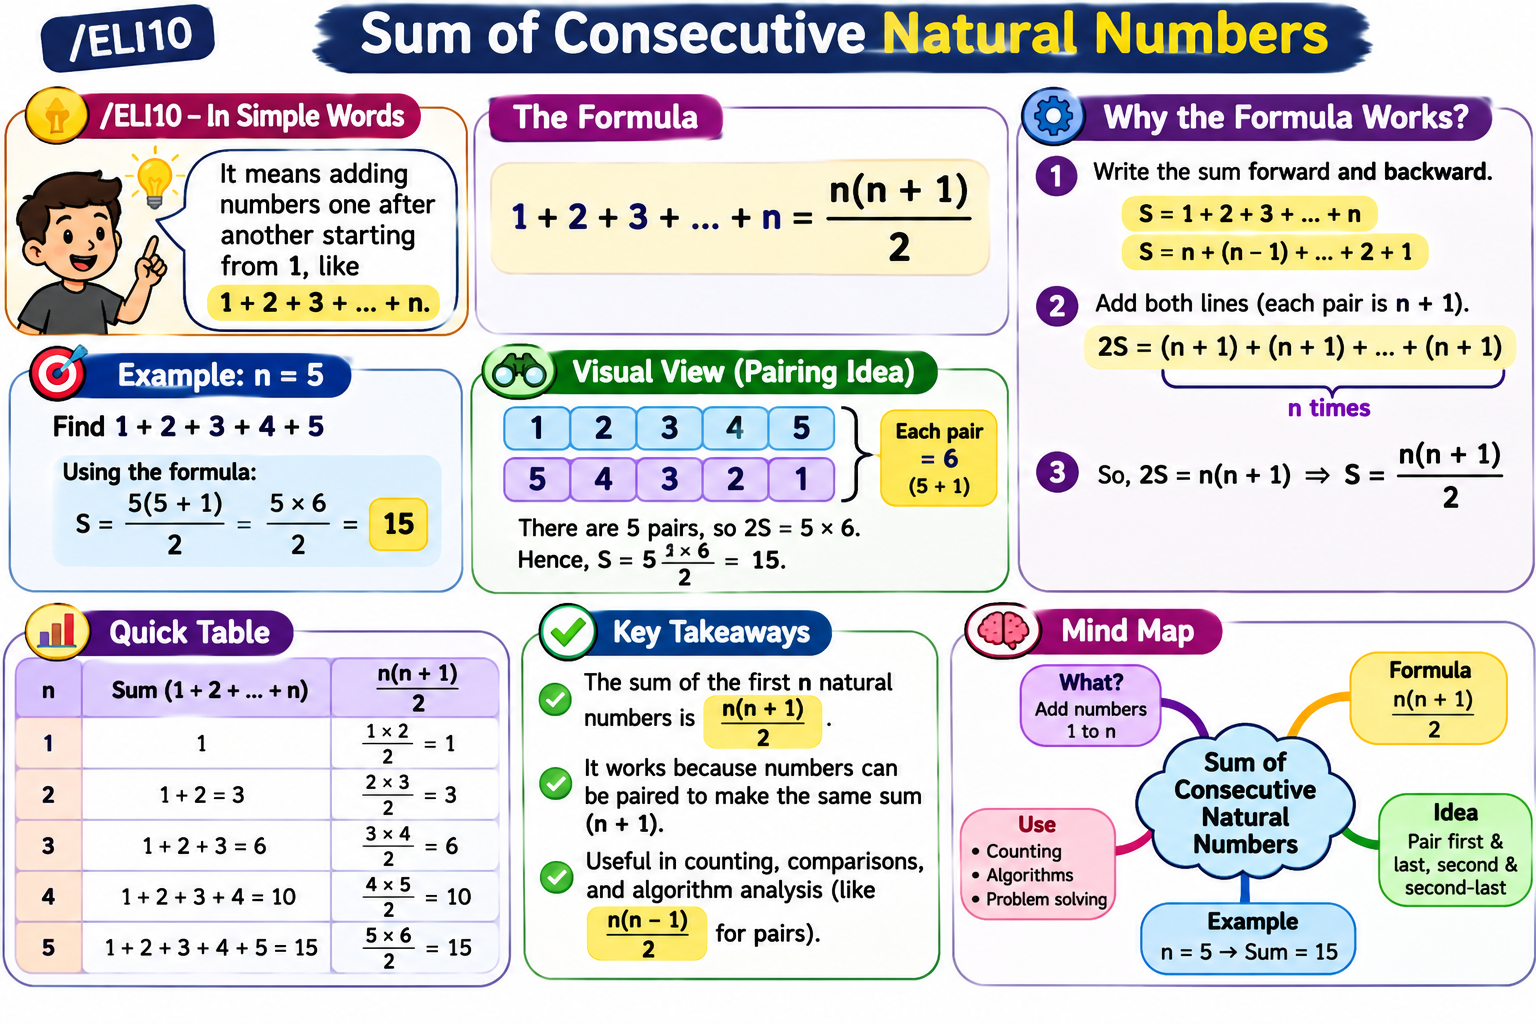 /ELI10
Sum of Consecutive Natural Numbers
/ELI10 – In Simple Words
It means adding
numbers one after
another starting
from 1, like
1 + 2 + 3 + ... + n.
The Formula
1 + 2 + 3 + ... + n = n(n + 1) / 2
Why the Formula Works?
1 Write the sum forward and backward.
S = 1 + 2 + 3 + ... + n
S = n + (n – 1) + ... + 2 + 1
2 Add both lines (each pair is n + 1).
2S = (n + 1) + (n + 1) + ... + (n + 1)
n times
3 So, 2S = n(n + 1) ⇒ S = n(n + 1) / 2
Example: n = 5
Find 1 + 2 + 3 + 4 + 5
Using the formula:
S = 5(5 + 1) / 2 = 5 × 6 / 2 = 15
Visual View (Pairing Idea)
1 2 3 4 5
5 4 3 2 1
Each pair
= 6
(5 + 1)
There are 5 pairs, so 2S = 5 × 6.
Hence, S = 5 × 6 / 2 = 15.
Quick Table
n Sum (1 + 2 + ... + n) n(n + 1) / 2
1 1 1 × 2 / 2 = 1
2 1 + 2 = 3 2 × 3 / 2 = 3
3 1 + 2 + 3 = 6 3 × 4 / 2 = 6
4 1 + 2 + 3 + 4 = 10 4 × 5 / 2 = 10
5 1 + 2 + 3 + 4 + 5 = 15 5 × 6 / 2 = 15
Key Takeaways
The sum of the first n natural
numbers is n(n + 1) / 2 .
It works because numbers can
be paired to make the same sum
(n + 1).
Useful in counting, comparisons,
and algorithm analysis (like
n(n – 1) / 2 for pairs).
Mind Map
What?
Add numbers
1 to n
Formula
n(n + 1) / 2
Sum of
Consecutive
Natural
Numbers
Use
• Counting
• Algorithms
• Problem solving
Idea
Pair first &
last, second &
second-last
Example
n = 5 → Sum = 15